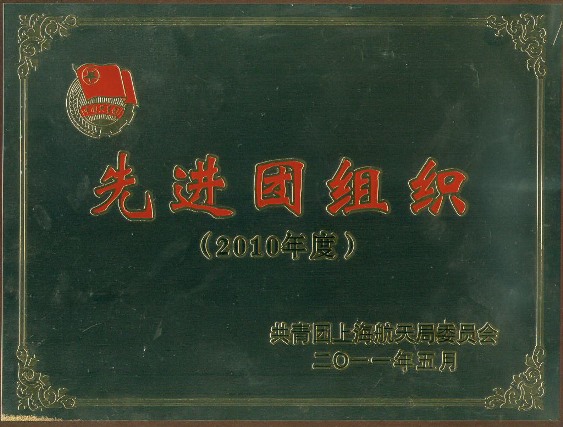 先进团组织
（2010年度）
共青团上海航天局委员会
二〇一一年五月